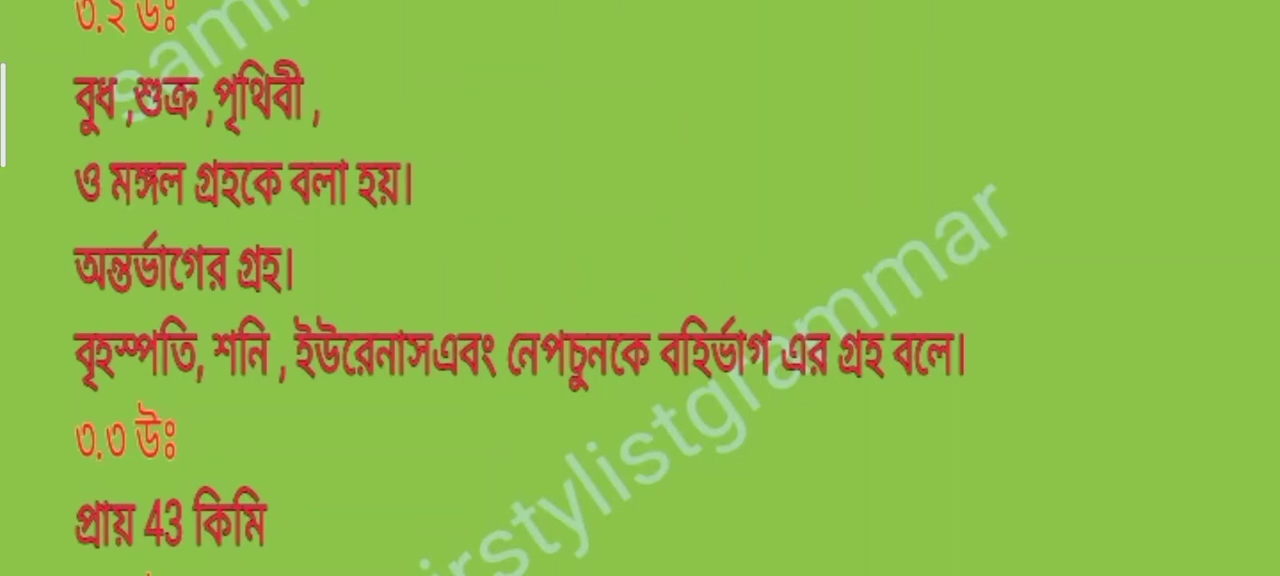 ৩.২ উঃ
বুধ ,শুক্র ,পৃথিবী ,
ও মঙ্গল গ্রহকে বলা হয়।
অন্তর্ভাগের গ্রহ।
বৃহস্পতি, শনি , ইউরেনাসএবং নেপচুনকে বহির্ভাগ এর গ্রহ বলে।
৩.৩ উঃ
প্রায় 43 কিমি